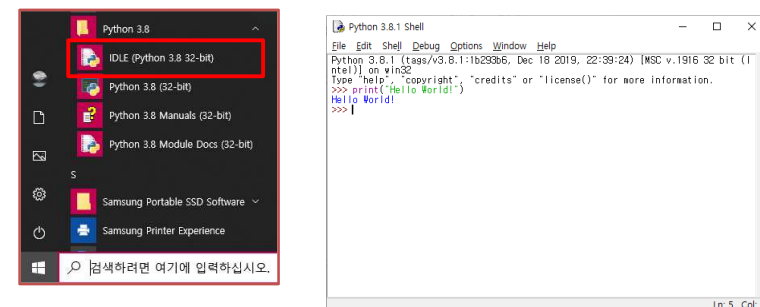 Python 3.8
IDLE (Python 3.8 32-bit)
Python 3.8 (32-bit)
Python 3.8 Manuals (32-bit)
Python 3.8 Module Docs (32-bit)
S
Samsung Portable SSD Software
Samsung Printer Experience
검색하려면 여기에 입력하십시오.
Python 3.8.1 Shell
File Edit Shell Debug Options Window Help
Python 3.8.1 (tags/v3.8.1:1b293b6, Dec 18 2019, 22:39:24) [MSC v.1916 32 bit (I
ntel)] on win32
Type "help", "copyright", "credits" or "license()" for more information.
>>> print("Hello World!")
Hello World!
>>>
Ln: 5 Col: